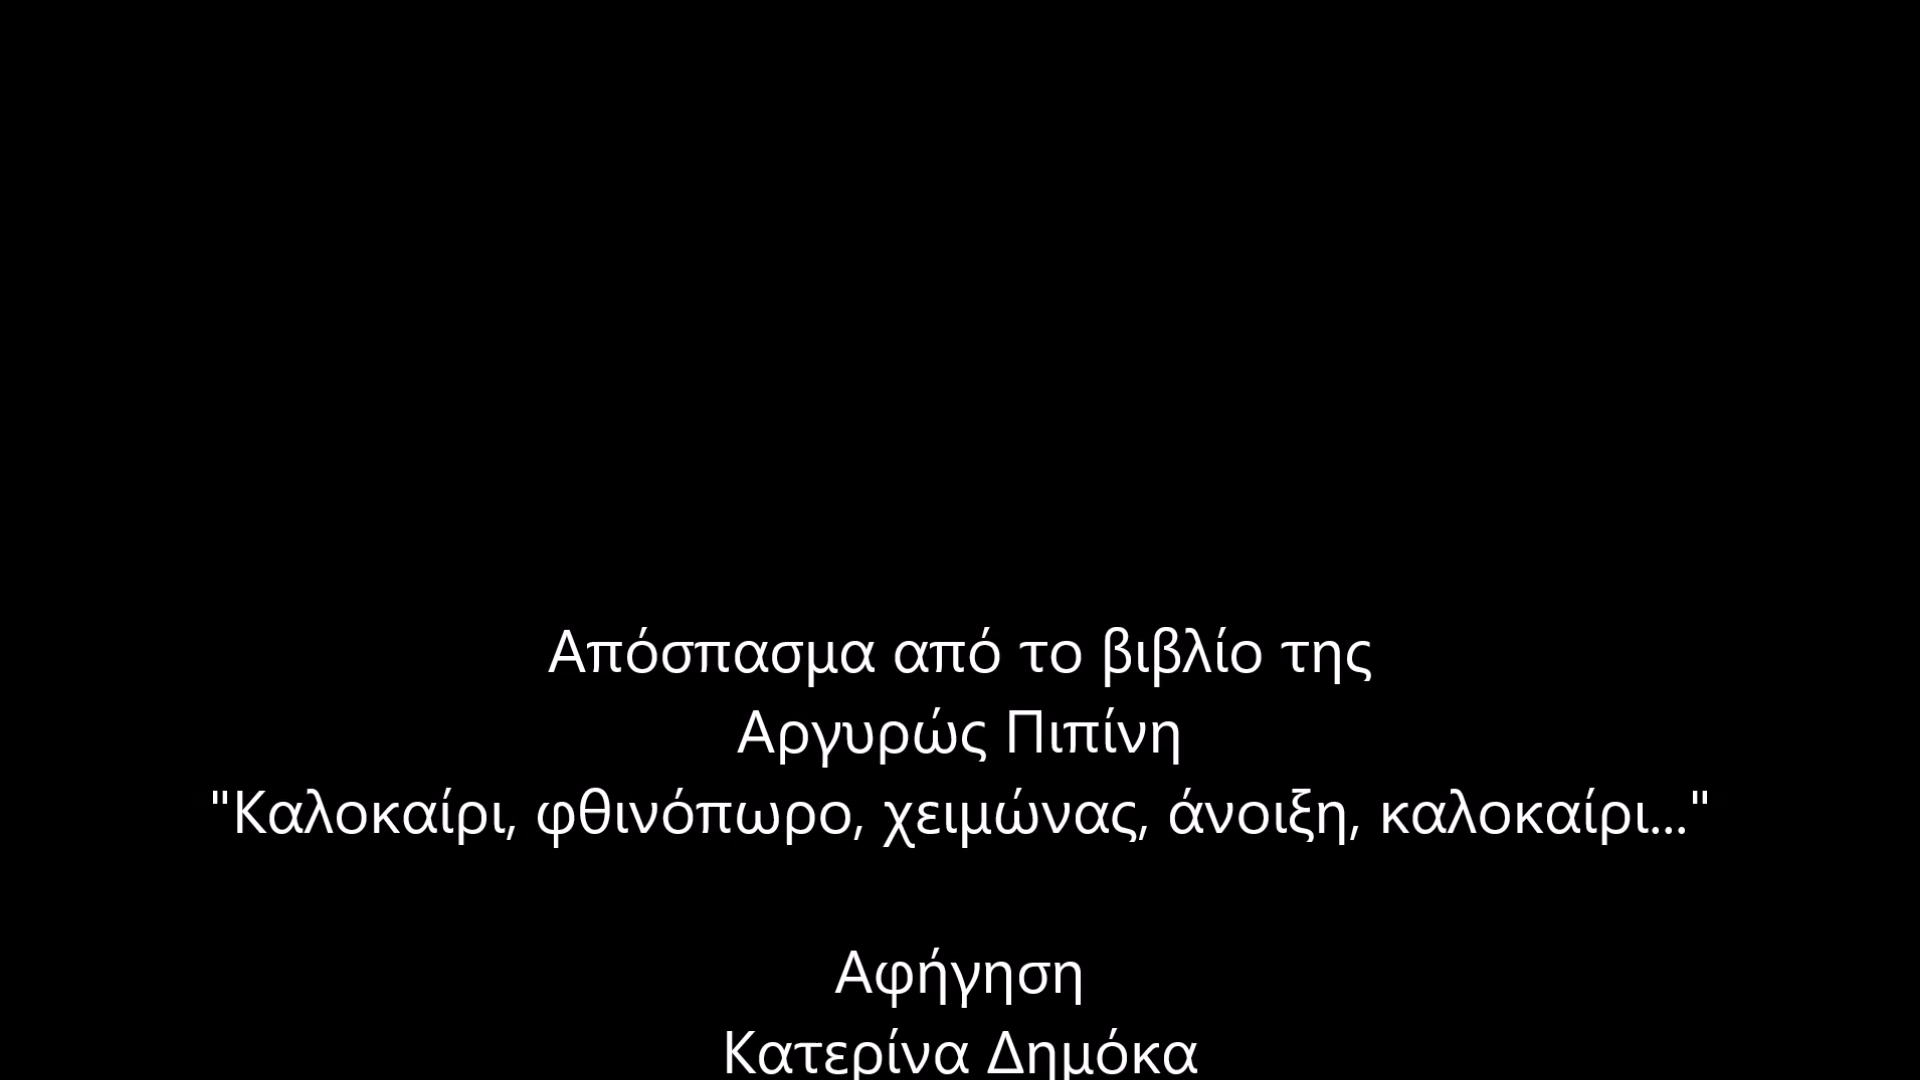 Απόσπασμα από το βιβλίο της
Αργυρώς Πιπίνη
"Καλοκαίρι, φθινόπωρο, χειμώνας, άνοιξη, καλοκαίρι..."
Αφήγηση
Κατερίνα Δημόκα